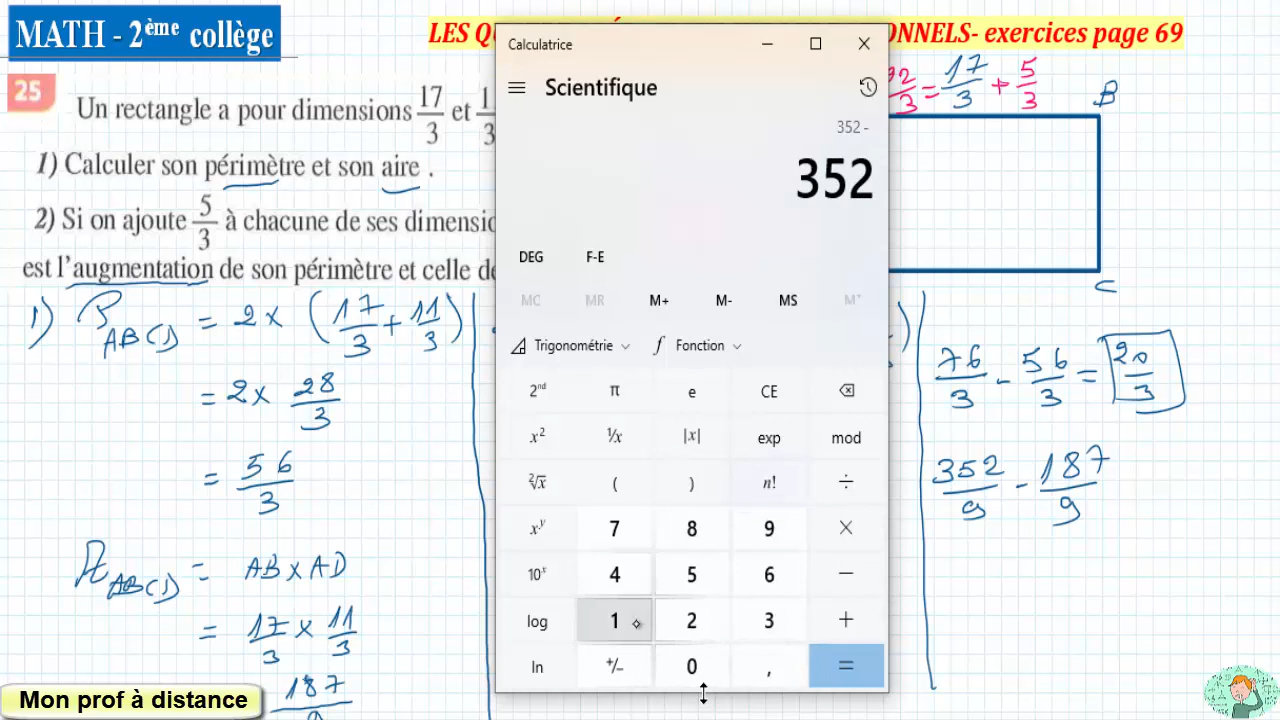 MATH - 2ème collège
LES QU
ONNELS- exercices page 69
25
Un rectangle a pour dimensions 17/3 et 1
3
1) Calculer son périmètre et son aire .
2) Si on ajoute 5/3 à chacune de ses dimensio
est l'augmentation de son périmètre et celle de
1) P ABCD = 2 × (17/3 + 11/3)
= 2 × 28/3
= 56/3
A ABCD = AB × AD
= 17/3 × 11/3
187/9
Calculatrice
Scientifique
352 -
352
DEG F-E
MC MR M+ M- MS M˅
Trigonométrie Fonction
2ⁿᵈ π e CE
x² ¹/x |x| exp mod
²√x ( ) n! ÷
xʸ 7 8 9 ×
10ˣ 4 5 6 −
log 1 2 3 +
ln +/− 0 , =
/3 = 17/3 + 5/3
B
C
76/3 - 56/3 = 20/3
352/9 - 187/9
Mon prof à distance